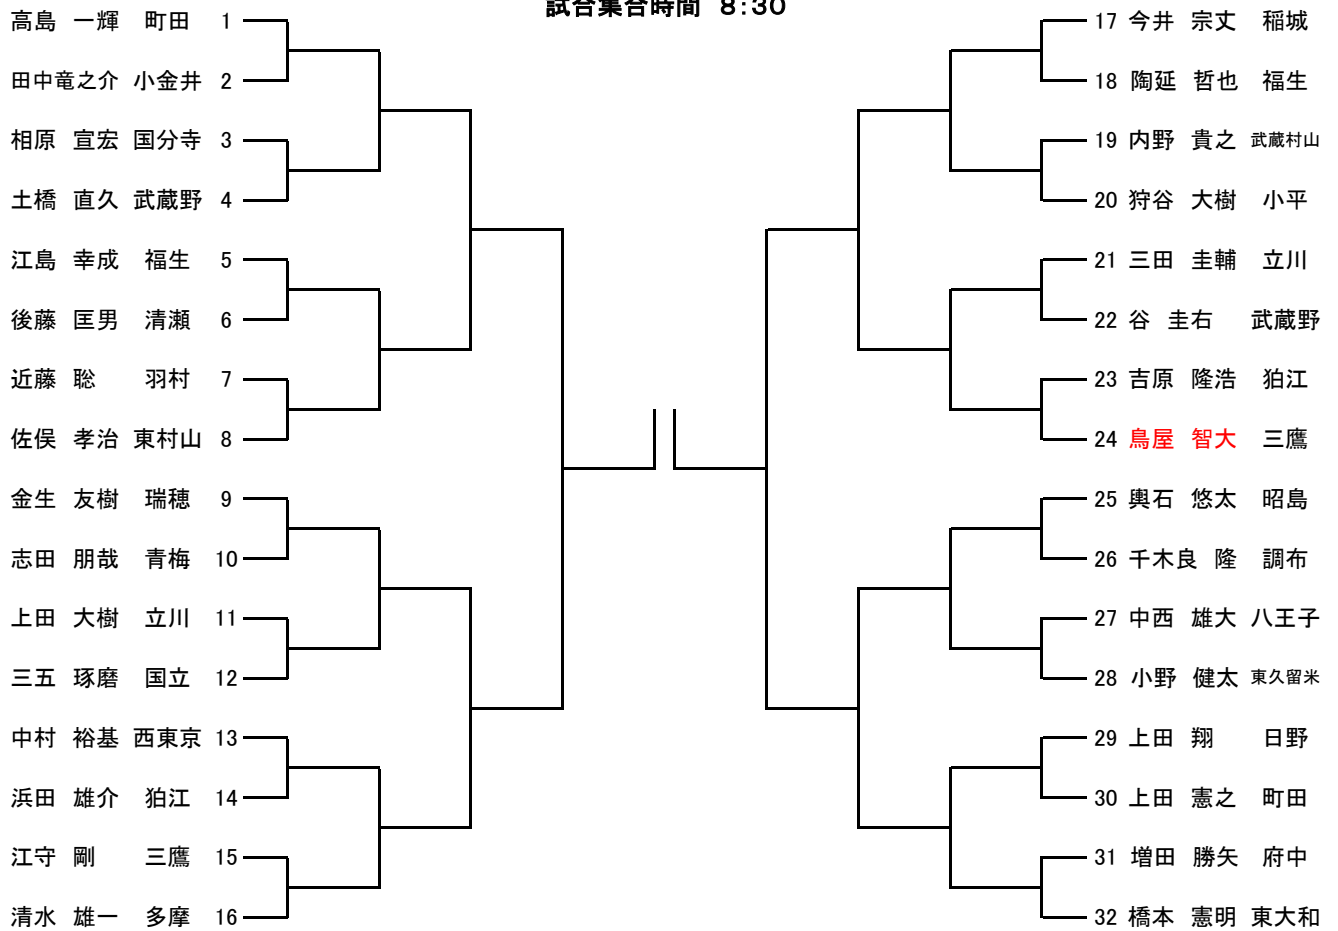 試合集合時間 8:30
高島 一輝 町田 1
田中竜之介 小金井 2
相原 宣宏 国分寺 3
土橋 直久 武蔵野 4
江島 幸成 福生 5
後藤 匡男 清瀬 6
近藤 聡 羽村 7
佐俣 孝治 東村山 8
金生 友樹 瑞穂 9
志田 朋哉 青梅 10
上田 大樹 立川 11
三五 琢磨 国立 12
中村 裕基 西東京 13
浜田 雄介 狛江 14
江守 剛 三鷹 15
清水 雄一 多摩 16
17 今井 宗丈 稲城
18 陶延 哲也 福生
19 内野 貴之 武蔵村山
20 狩谷 大樹 小平
21 三田 圭輔 立川
22 谷 圭右 武蔵野
23 吉原 隆浩 狛江
24 鳥屋 智大 三鷹
25 輿石 悠太 昭島
26 千木良 隆 調布
27 中西 雄大 八王子
28 小野 健太 東久留米
29 上田 翔 日野
30 上田 憲之 町田
31 増田 勝矢 府中
32 橋本 憲明 東大和